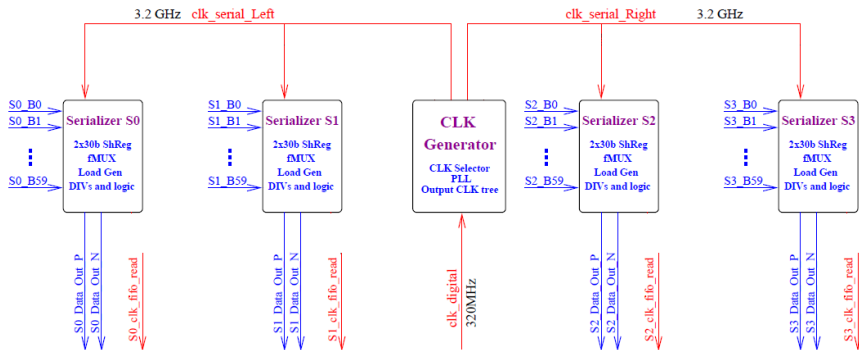 3.2 GHz clk_serial_Left
clk_serial_Right 3.2 GHz
S0_B0
S0_B1
S0_B59
Serializer S0
2x30b ShReg
fMUX
Load Gen
DIVs and logic
S1_B0
S1_B1
S1_B59
Serializer S1
2x30b ShReg
fMUX
Load Gen
DIVs and logic
CLK
Generator
CLK Selector
PLL
Output CLK tree
S2_B0
S2_B1
S2_B59
Serializer S2
2x30b ShReg
fMUX
Load Gen
DIVs and logic
S3_B0
S3_B1
S3_B59
Serializer S3
2x30b ShReg
fMUX
Load Gen
DIVs and logic
S0_Data_Out_P
S0_Data_Out_N
S0_clk_fifo_read
S1_Data_Out_P
S1_Data_Out_N
S1_clk_fifo_read
clk_digital
320MHz
S2_Data_Out_P
S2_Data_Out_N
S2_clk_fifo_read
S3_Data_Out_P
S3_Data_Out_N
S3_clk_fifo_read